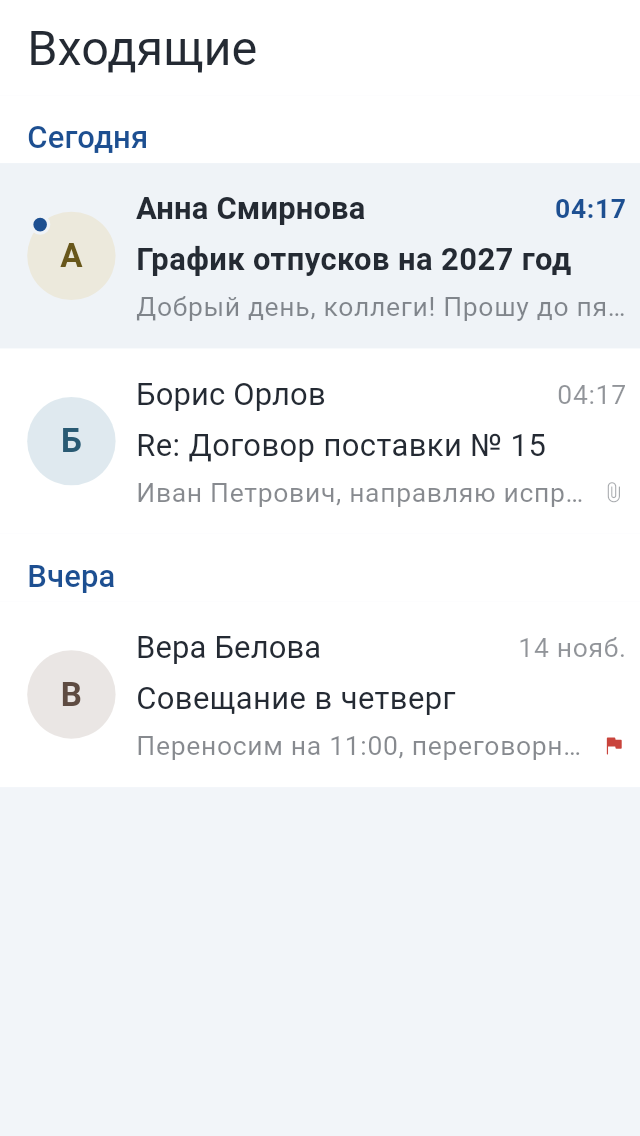 Входящие
Сегодня
А
Анна Смирнова 04:17
График отпусков на 2027 год
Добрый день, коллеги! Прошу до пя…
Б
Борис Орлов 04:17
Re: Договор поставки № 15
Иван Петрович, направляю испр…
Вчера
В
Вера Белова 14 нояб.
Совещание в четверг
Переносим на 11:00, переговорн…